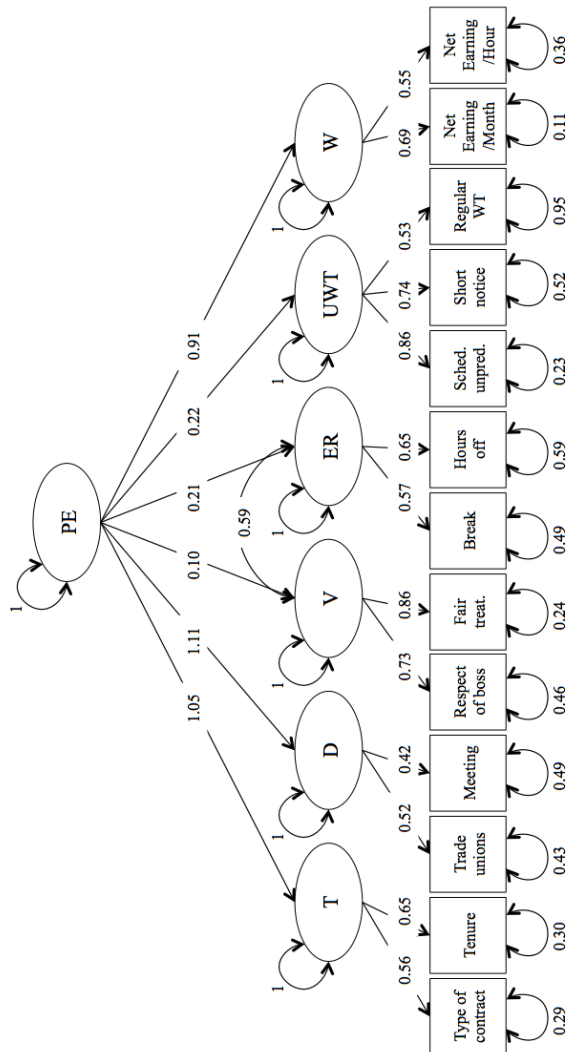 1
PE
1.05
1.11
0.10
0.21
0.22
0.91
0.59
1
1
1
1
1
1
T
D
V
ER
UWT
W
0.56
0.65
0.52
0.42
0.73
0.86
0.57
0.65
0.86
0.74
0.53
0.69
0.55
Type of
contract
Tenure
Trade
unions
Meeting
Respect
of boss
Fair
treat.
Break
Hours
off
Sched.
unpred.
Short
notice
Regular
WT
Net
Earning
/Month
Net
Earning
/Hour
0.29
0.30
0.43
0.49
0.46
0.24
0.49
0.59
0.23
0.52
0.95
0.11
0.36